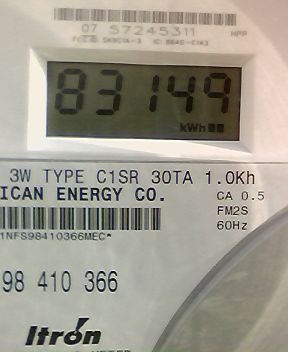 07 57245311
HPP
83149
kWh
3W TYPE C1SR 30TA 1.0Kh
ICAN ENERGY CO.
CA 0.5
FM2S
60Hz
1NFS98410366MEC*
98 410 366
Itron